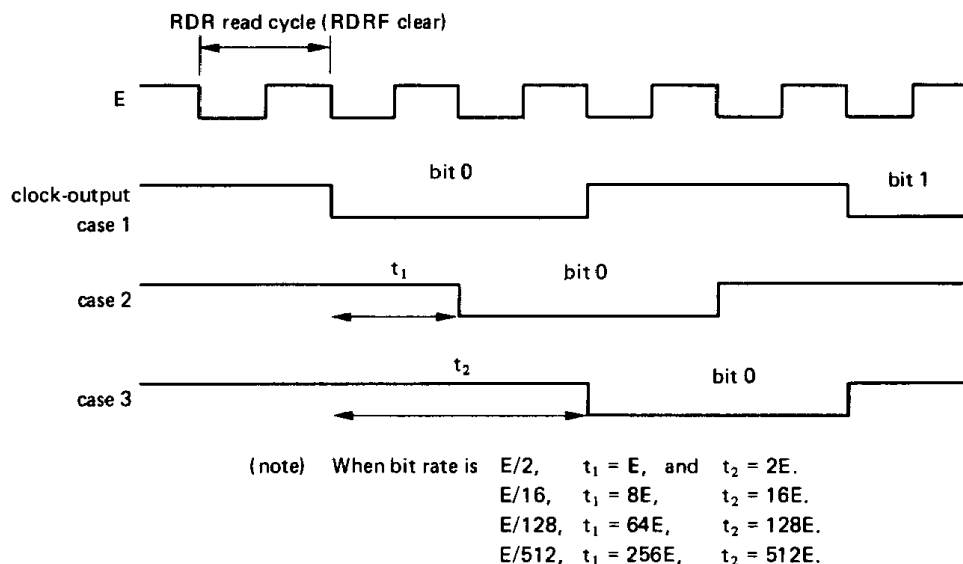 RDR read cycle (RDRF clear)
E
bit 0
bit 1
clock-output
case 1
t₁
bit 0
case 2
t₂
bit 0
case 3
(note) When bit rate is E/2, t₁ = E, and t₂ = 2E.
E/16, t₁ = 8E, t₂ = 16E.
E/128, t₁ = 64E, t₂ = 128E.
E/512, t₁ = 256E, t₂ = 512E.